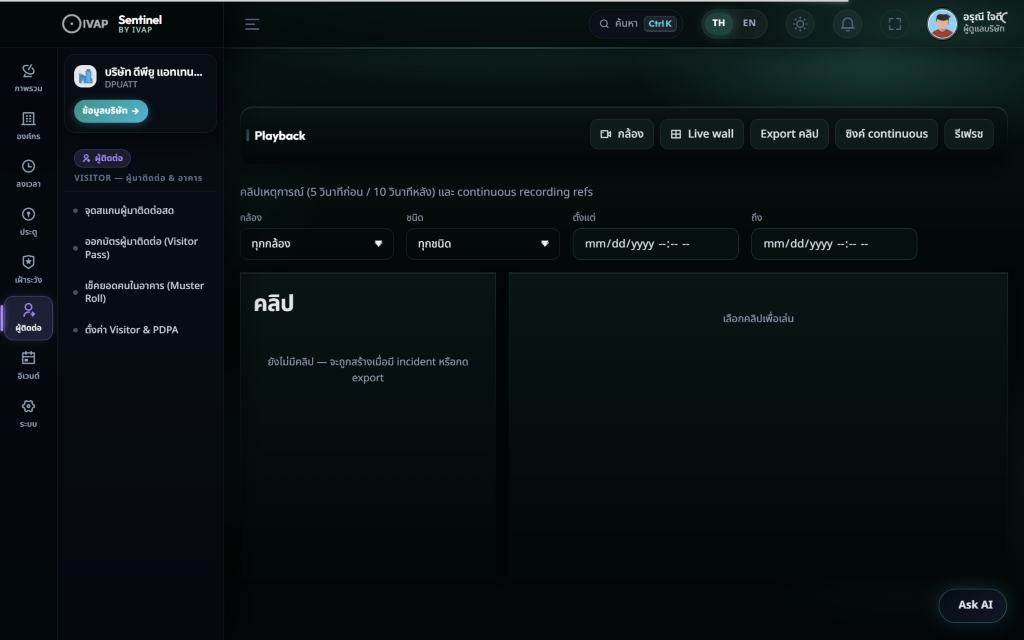 IVAP
Sentinel
BY IVAP
ค้นหา Ctrl K
TH EN
อรุณี ใจดี
ผู้ดูแลบริษัท
ภาพรวม
องค์กร
ลงเวลา
ประตู
เฝ้าระวัง
ผู้ติดต่อ
อีเวนต์
ระบบ
บริษัท ดีพียู แอทเทน...
DPUATT
ข้อมูลบริษัท →
ผู้ติดต่อ
VISITOR — ผู้มาติดต่อ & อาคาร
จุดสแกนผู้มาติดต่อสด
ออกบัตรผู้มาติดต่อ (Visitor
Pass)
เช็คยอดคนในอาคาร (Muster
Roll)
ตั้งค่า Visitor & PDPA
Playback
กล้อง
Live wall
Export คลิป
ซิงค์ continuous
รีเฟรช
คลิปเหตุการณ์ (5 วินาทีก่อน / 10 วินาทีหลัง) และ continuous recording refs
กล้อง ชนิด ตั้งแต่ ถึง
ทุกกล้อง ทุกชนิด mm/dd/yyyy --:-- -- mm/dd/yyyy --:-- --
คลิป
ยังไม่มีคลิป — จะถูกสร้างเมื่อมี incident หรือกด
export
เลือกคลิปเพื่อเล่น
Ask AI